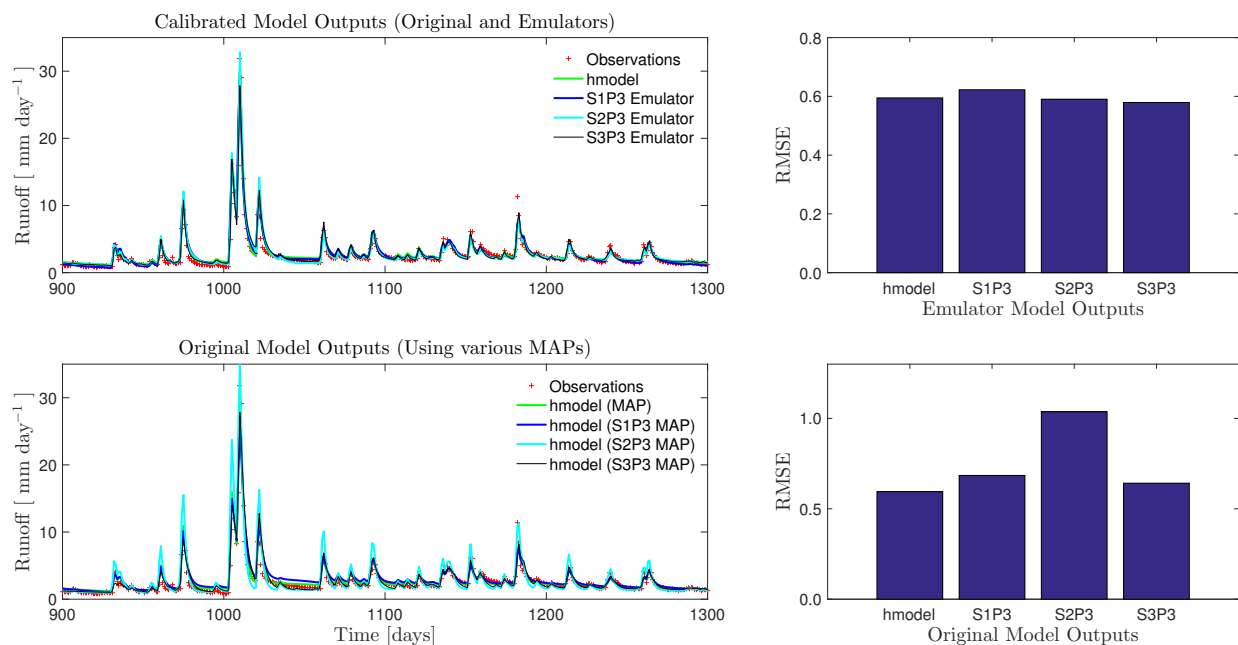 Calibrated Model Outputs (Original and Emulators)
Runoff [ mm day⁻¹ ]
30
20
10
0
900
1000
1100
1200
1300
Observations
hmodel
S1P3 Emulator
S2P3 Emulator
S3P3 Emulator
RMSE
0.8
0.6
0.4
0.2
0.0
hmodel
S1P3
S2P3
S3P3
Emulator Model Outputs
Original Model Outputs (Using various MAPs)
Runoff [ mm day⁻¹ ]
30
20
10
0
900
1000
1100
1200
1300
Time [days]
Observations
hmodel (MAP)
hmodel (S1P3 MAP)
hmodel (S2P3 MAP)
hmodel (S3P3 MAP)
RMSE
1.0
0.5
0.0
hmodel
S1P3
S2P3
S3P3
Original Model Outputs